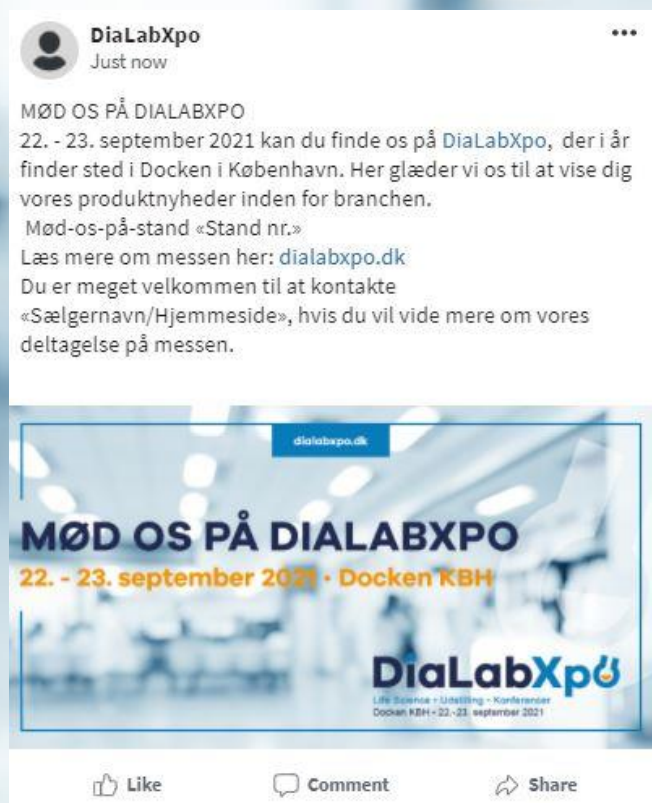 DiaLabXpo
Just now
MØD OS PÅ DIALABXPO
22. - 23. september 2021 kan du finde os på DiaLabXpo, der i år
finder sted i Docken i København. Her glæder vi os til at vise dig
vores produktnyheder inden for branchen.
Mød-os-på-stand «Stand nr.»
Læs mere om messen her: dialabxpo.dk
Du er meget velkommen til at kontakte
«Sælgernavn/Hjemmeside», hvis du vil vide mere om vores
deltagelse på messen.
dialabxpo.dk
MØD OS PÅ DIALABXPO
22. - 23. september 2021 • Docken KBH
DiaLabXpo
Life Science • Udstilling • Konferencer
Docken KBH • 22.-23. september 2021
Like
Comment
Share